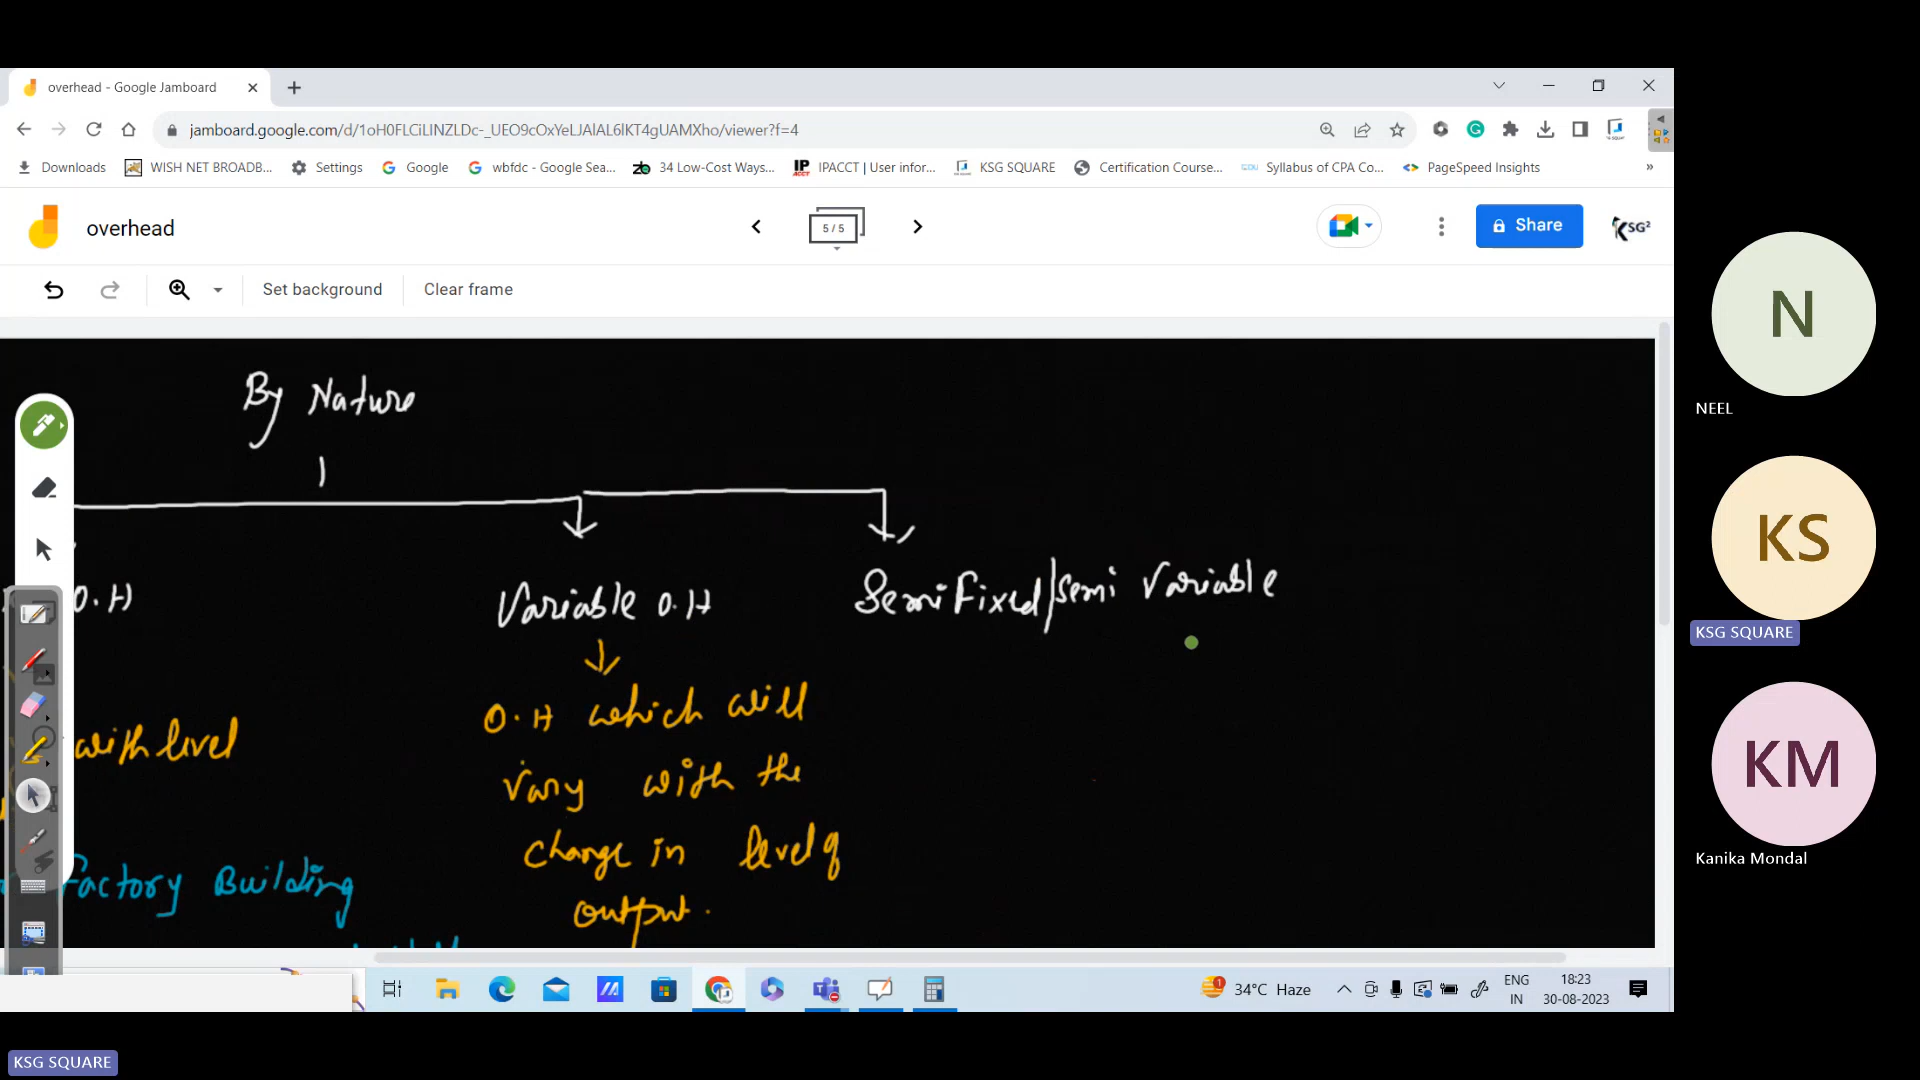 overhead - Google Jamboard
jamboard.google.com/d/1oH0FLCiLINZLDc-_UEO9cOxYeLJAlAL6lKT4gUAMXho/viewer?f=4
Downloads WISH NET BROADB... Settings Google wbfdc - Google Sea... 34 Low-Cost Ways... IPACCT | User infor... KSG SQUARE Certification Course... Syllabus of CPA Co... PageSpeed Insights »
overhead
5 / 5
Share
KSG²
Set background Clear frame
By Nature
O.H
Variable O.H
Semi Fixed/Semi Variable
with level
O.H which will
vary with the
change in level of
output.
Factory Building
34°C Haze
ENG
IN
18:23
30-08-2023
N
NEEL
KS
KSG SQUARE
KM
Kanika Mondal
KSG SQUARE